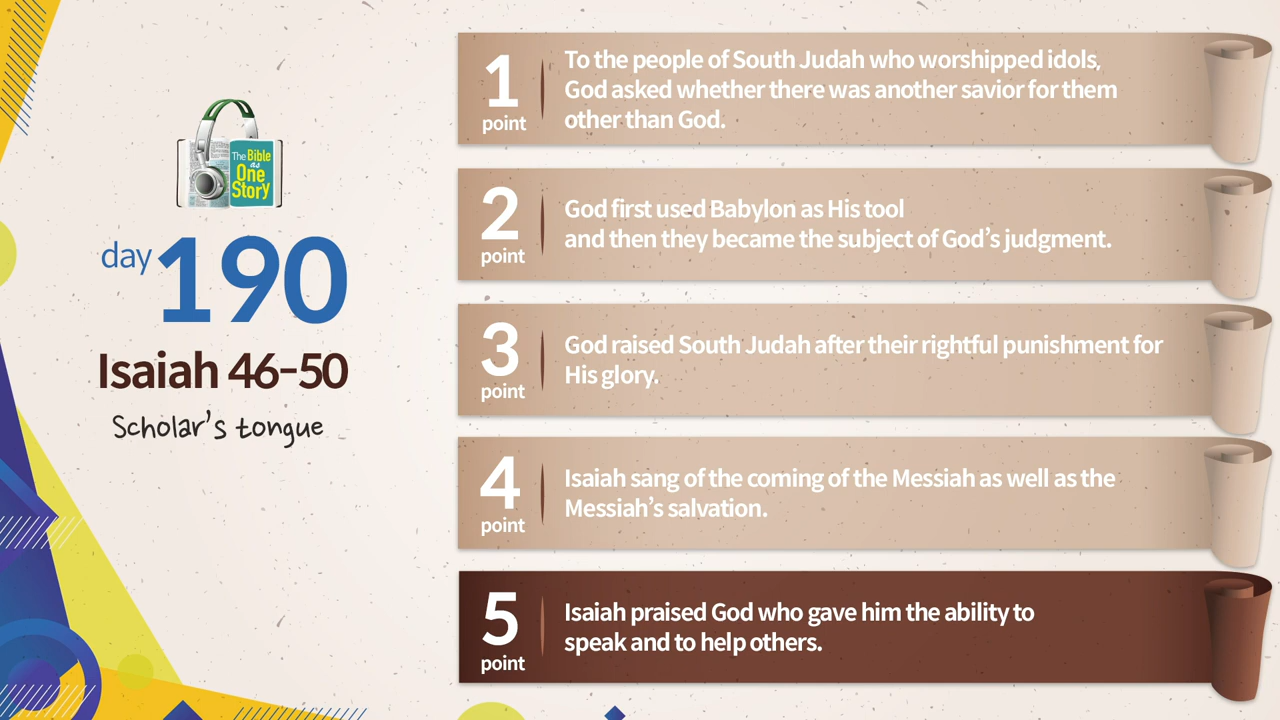 The Bible
as
One
Story
day 190
Isaiah 46-50
Scholar's tongue
1
point
To the people of South Judah who worshipped idols,
God asked whether there was another savior for them
other than God.
2
point
God first used Babylon as His tool
and then they became the subject of God's judgment.
3
point
God raised South Judah after their rightful punishment for
His glory.
4
point
Isaiah sang of the coming of the Messiah as well as the
Messiah's salvation.
5
point
Isaiah praised God who gave him the ability to
speak and to help others.